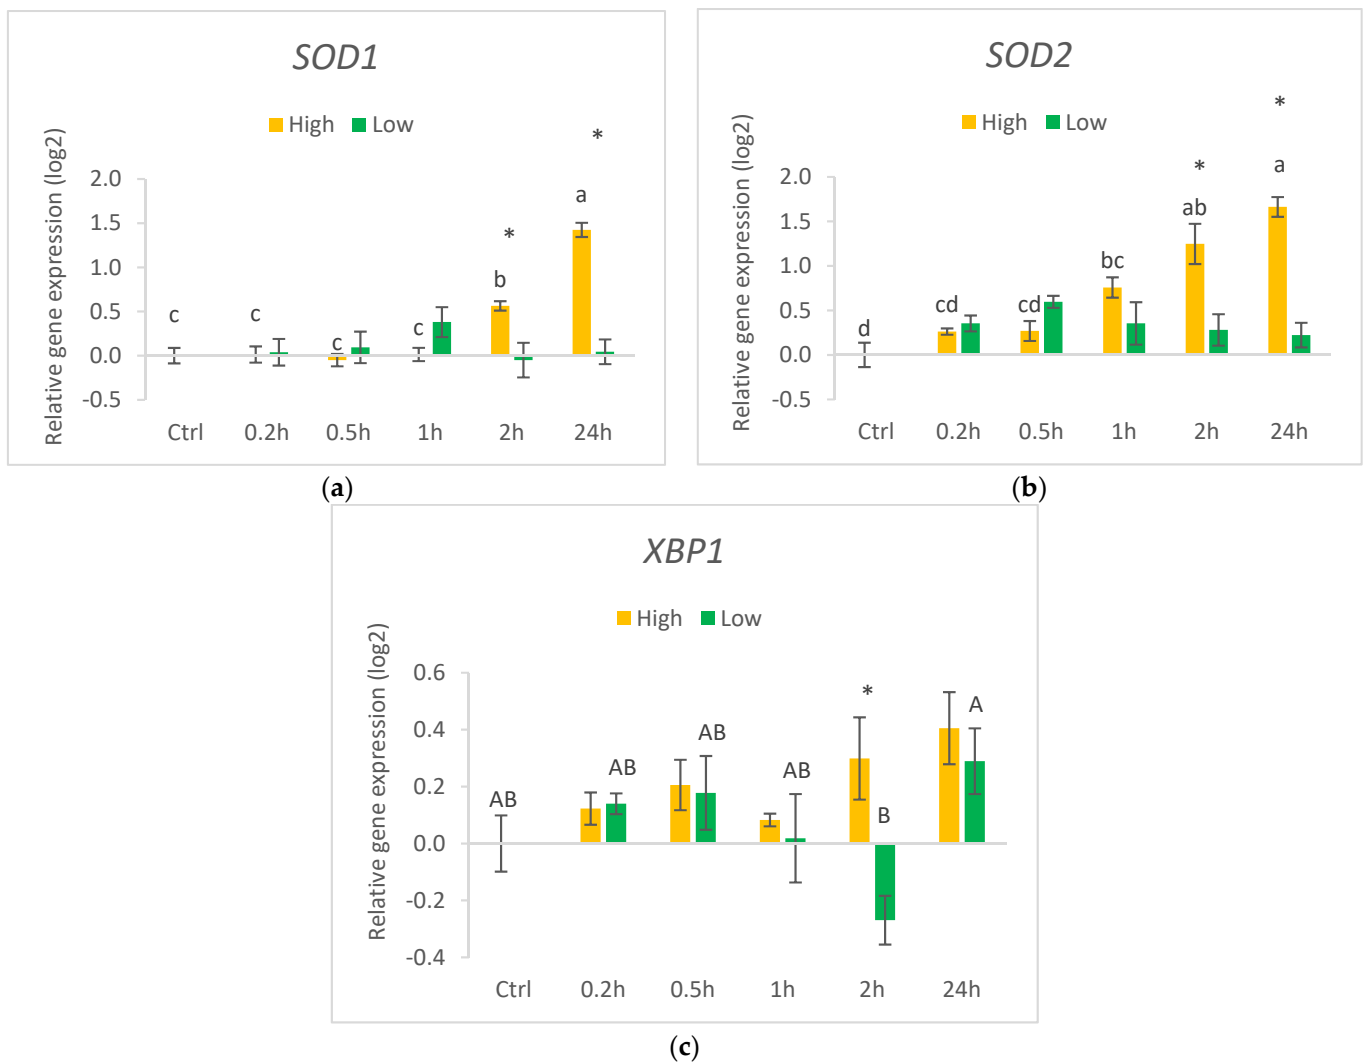 SOD1
High Low
Relative gene expression (log2)
*
2.0
a
1.5
*
1.0
b
c c c c
0.5
0.0
-0.5
Ctrl 0.2h 0.5h 1h 2h 24h
(a)
SOD2
High Low
Relative gene expression (log2)
*
* a
2.0
ab
1.5
bc
1.0
cd cd
0.5
d
0.0
-0.5
Ctrl 0.2h 0.5h 1h 2h 24h
(b)
XBP1
High Low
Relative gene expression (log2)
0.6
* A
0.4
AB AB AB AB
0.2
B
0.0
-0.2
-0.4
Ctrl 0.2h 0.5h 1h 2h 24h
(c)